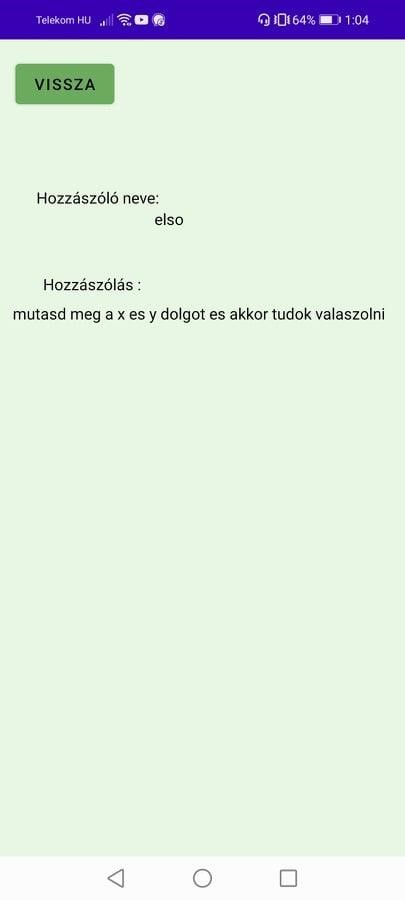 Telekom HU 64% 1:04
VISSZA
Hozzászóló neve:
elso
Hozzászólás :
mutasd meg a x es y dolgot es akkor tudok valaszolni